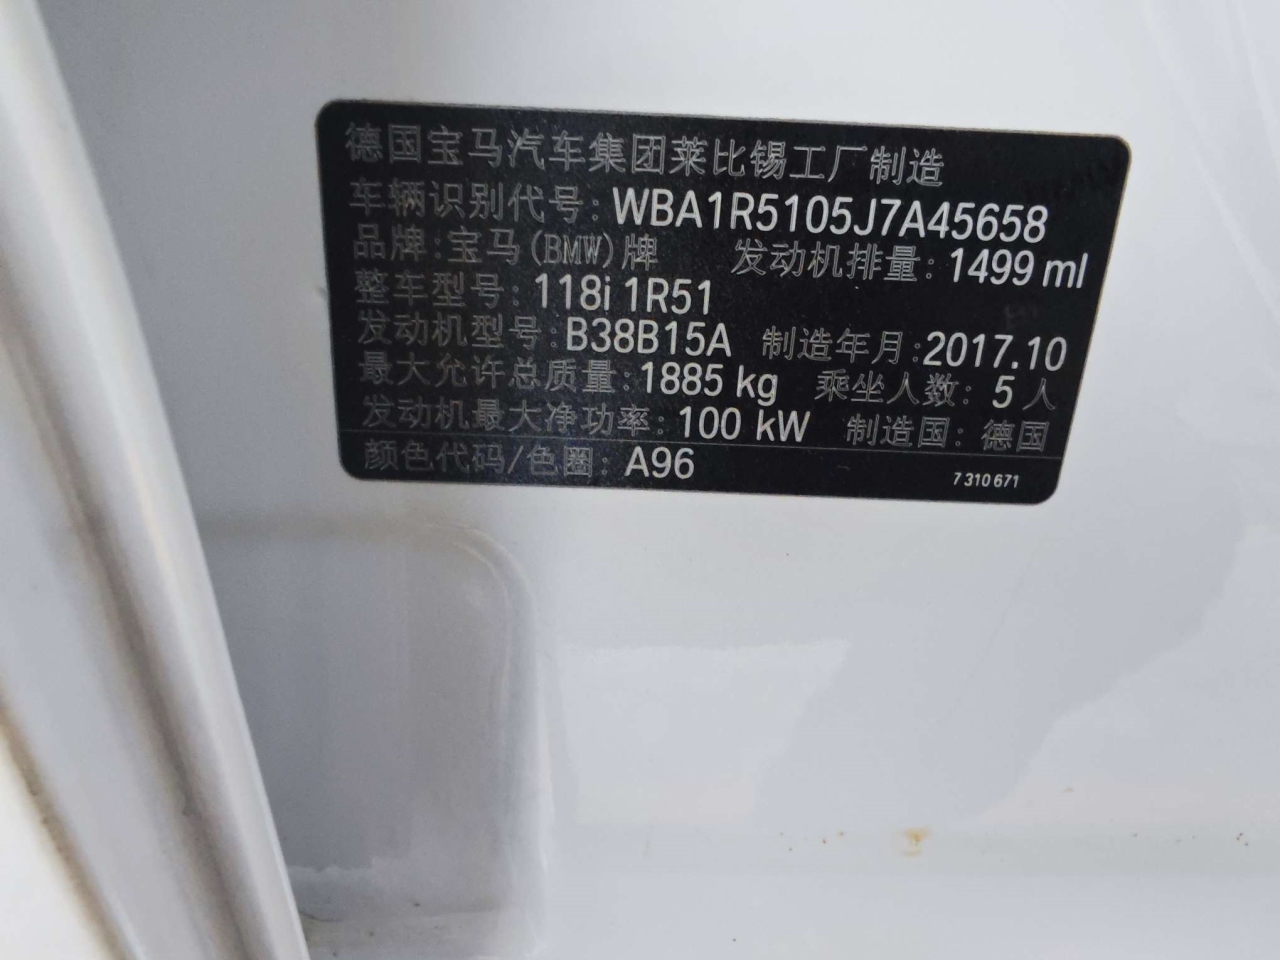 德国宝马汽车集团莱比锡工厂制造
车辆识别代号: WBA1R5105J7A45658
品牌:宝马(BMW)牌 发动机排量: 1499 ml
整车型号: 118i 1R51
发动机型号: B38B15A 制造年月:2017.10
最大允许总质量: 1885 kg 乘坐人数: 5 人
发动机最大净功率: 100 kW 制造国: 德国
颜色代码/色圈: A96 7 310 671